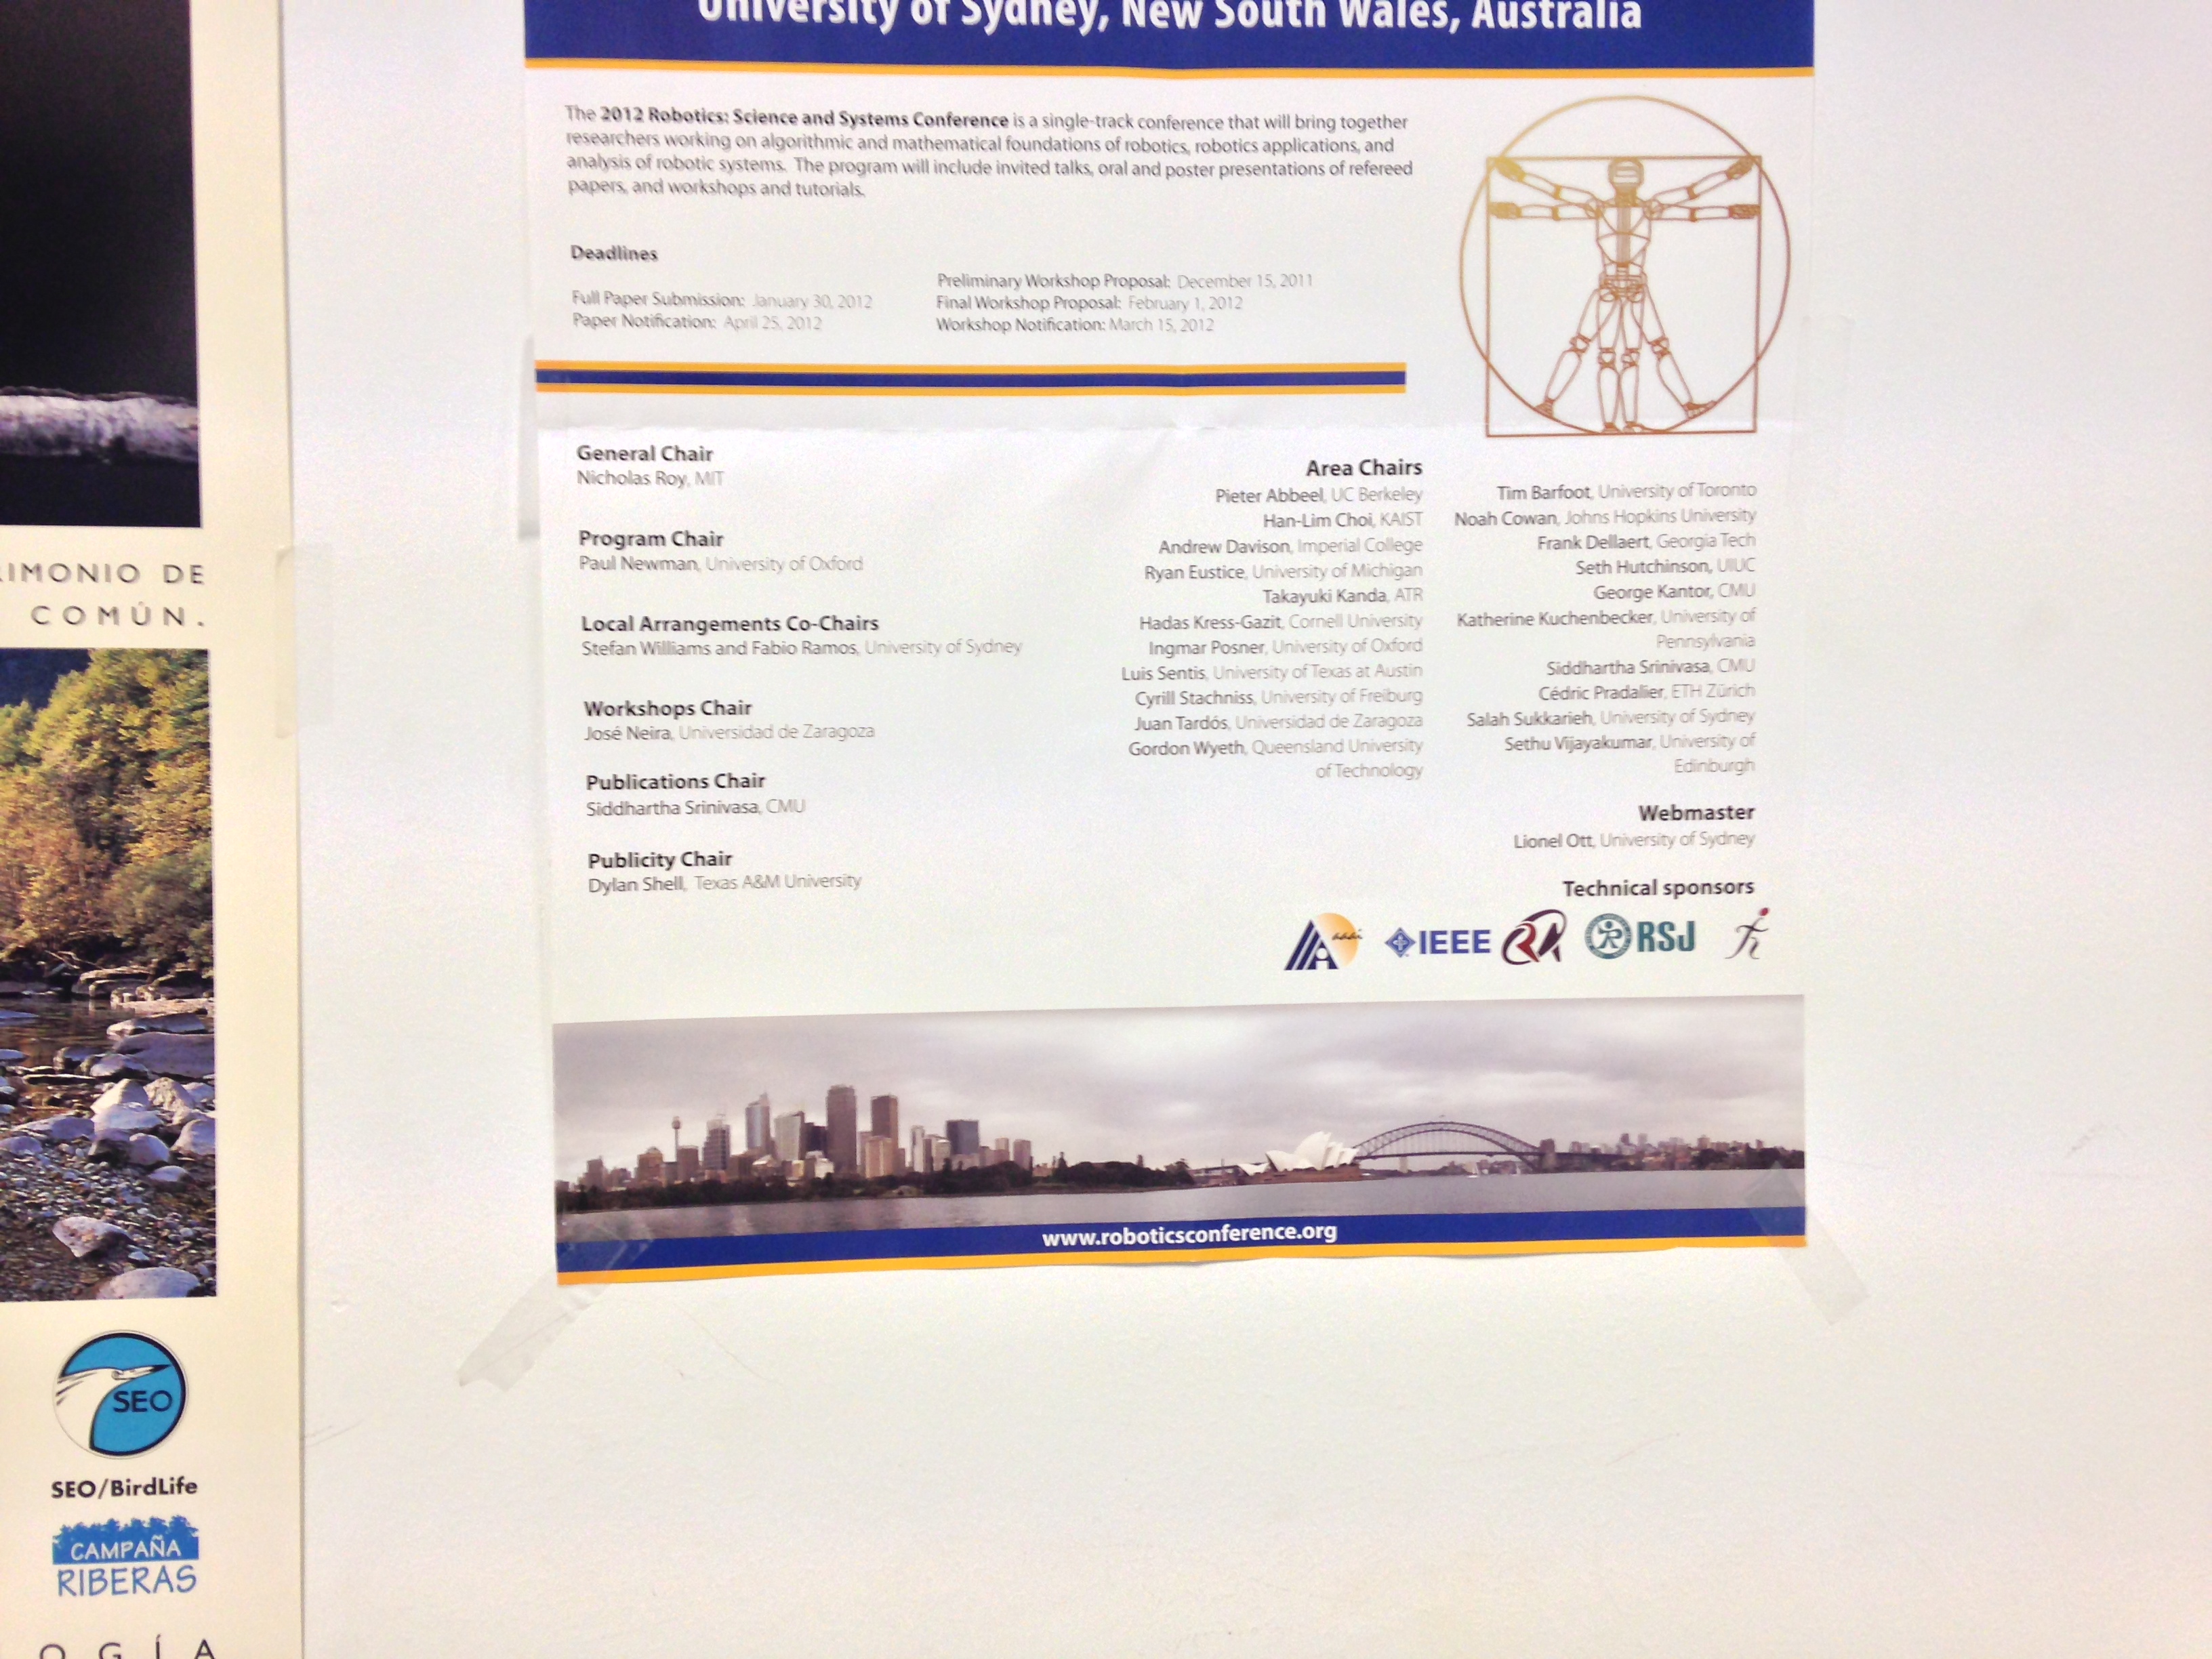 University of Sydney, New South Wales, Australia
The 2012 Robotics: Science and Systems Conference is a single-track conference that will bring together
researchers working on algorithmic and mathematical foundations of robotics, robotics applications, and
analysis of robotic systems. The program will include invited talks, oral and poster presentations of refereed
papers, and workshops and tutorials.
Deadlines
Full Paper Submission: January 30, 2012
Paper Notification: April 25, 2012
Preliminary Workshop Proposal: December 15, 2011
Final Workshop Proposal: February 1, 2012
Workshop Notification: March 15, 2012
General Chair
Nicholas Roy, MIT
Program Chair
Paul Newman, University of Oxford
Local Arrangements Co-Chairs
Stefan Williams and Fabio Ramos, University of Sydney
Workshops Chair
José Neira, Universidad de Zaragoza
Publications Chair
Siddhartha Srinivasa, CMU
Publicity Chair
Dylan Shell, Texas A&M University
Area Chairs
Pieter Abbeel, UC Berkeley
Han-Lim Choi, KAIST
Andrew Davison, Imperial College
Ryan Eustice, University of Michigan
Takayuki Kanda, ATR
Hadas Kress-Gazit, Cornell University
Ingmar Posner, University of Oxford
Luis Sentis, University of Texas at Austin
Cyrill Stachniss, University of Freiburg
Juan Tardós, Universidad de Zaragoza
Gordon Wyeth, Queensland University
of Technology
Tim Barfoot, University of Toronto
Noah Cowan, Johns Hopkins University
Frank Dellaert, Georgia Tech
Seth Hutchinson, UIUC
George Kantor, CMU
Katherine Kuchenbecker, University of
Pennsylvania
Siddhartha Srinivasa, CMU
Cédric Pradalier, ETH Zürich
Salah Sukkarieh, University of Sydney
Sethu Vijayakumar, University of
Edinburgh
Webmaster
Lionel Ott, University of Sydney
Technical sponsors
aaai IEEE RA RSJ
www.roboticsconference.org
IMONIO DE
COMÚN.
SEO
SEO/BirdLife
CAMPAÑA
RIBERAS
OGÍA